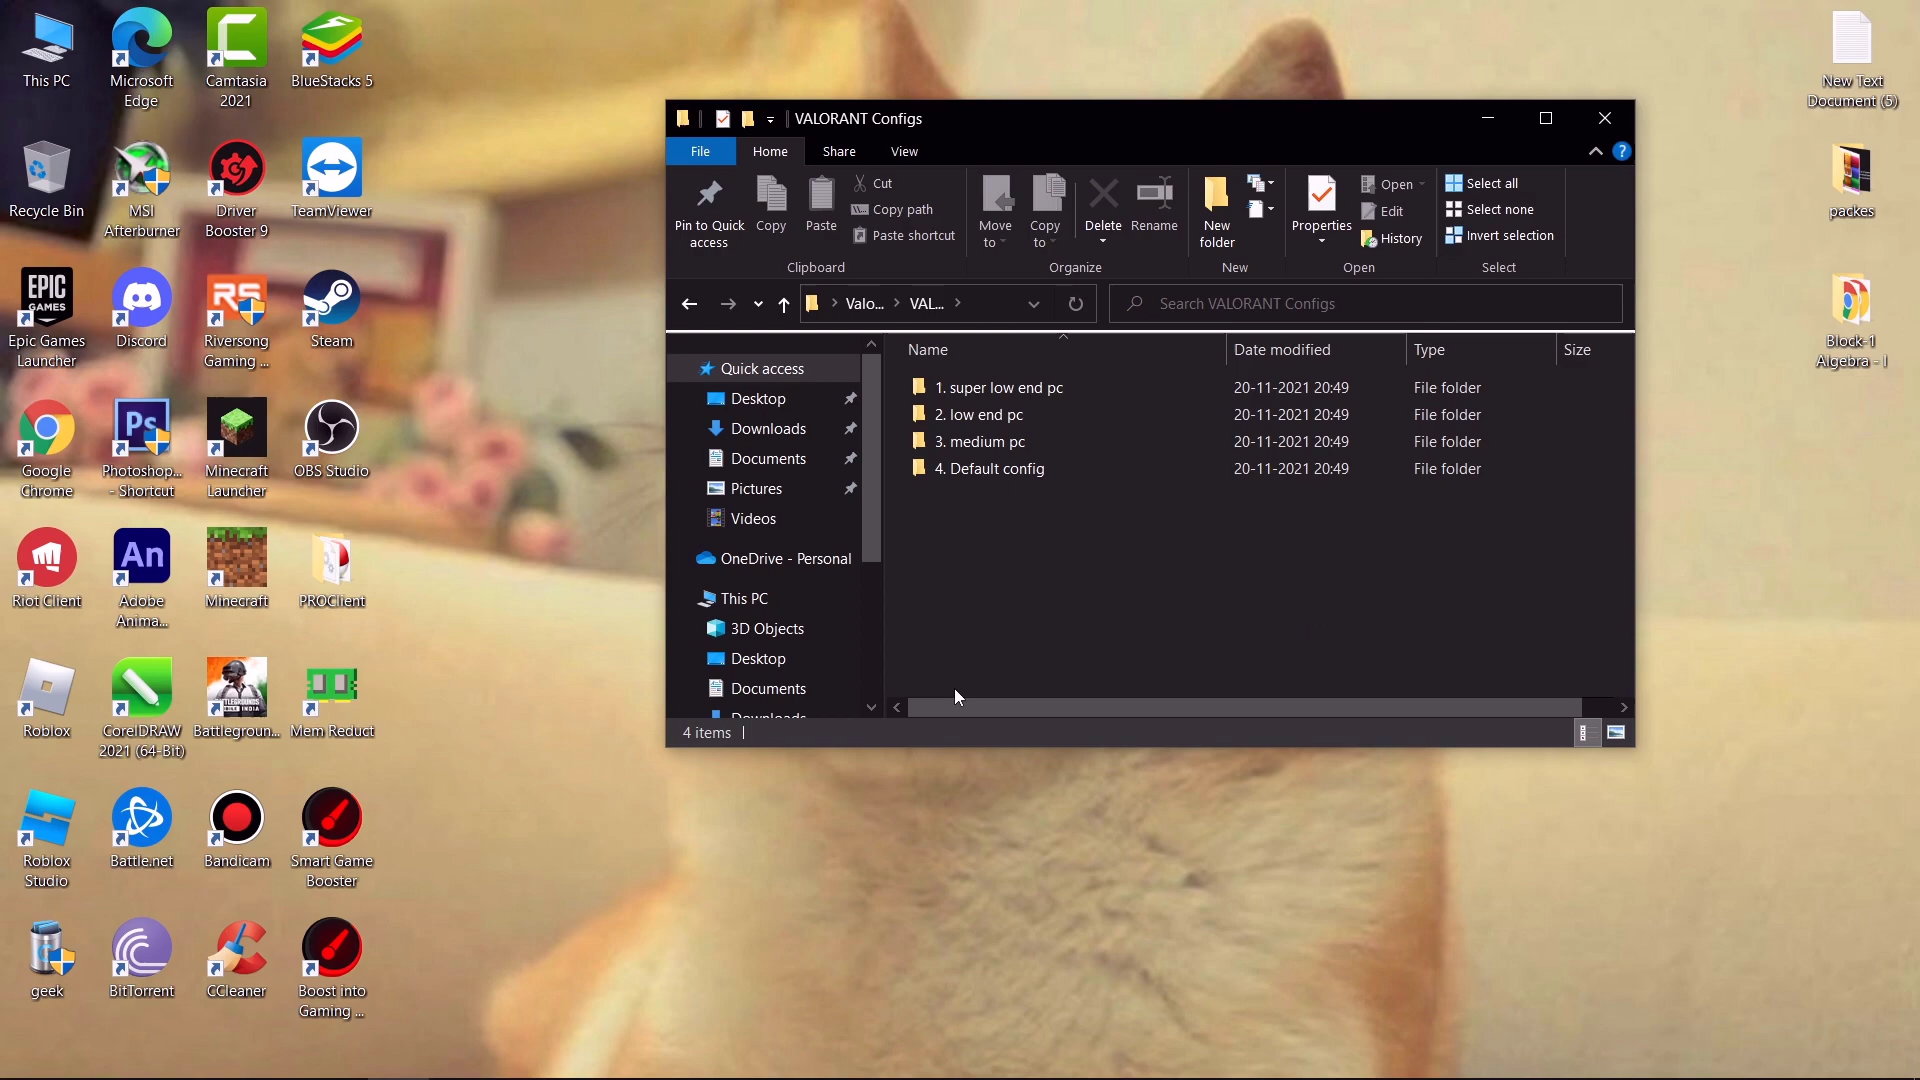 This PC
Microsoft
Edge
Camtasia
2021
BlueStacks 5
Recycle Bin
MSI
Afterburner
Driver
Booster 9
TeamViewer
EPIC
GAMES
Epic Games
Launcher
Discord
RS
Riversong
Gaming ...
Steam
Google
Chrome
Ps
Photoshop...
- Shortcut
Minecraft
Launcher
OBS Studio
Riot Client
An
Adobe
Anima...
Minecraft
PROClient
Roblox
CorelDRAW
2021 (64-Bit)
Battlegroun...
Mem Reduct
Roblox
Studio
Battle.net
Bandicam
Smart Game
Booster
geek
BitTorrent
CCleaner
Boost into
Gaming ...
VALORANT Configs
File
Home
Share
View
Pin to Quick
access
Copy
Paste
Cut
Copy path
Paste shortcut
Clipboard
Move
to
Copy
to
Delete
Rename
Organize
New
folder
New
Properties
Open
Edit
History
Open
Select all
Select none
Invert selection
Select
Valo...
VAL...
Search VALORANT Configs
Quick access
Desktop
Downloads
Documents
Pictures
Videos
OneDrive - Personal
This PC
3D Objects
Desktop
Documents
Downloads
Name Date modified Type Size
1. super low end pc 20-11-2021 20:49 File folder
2. low end pc 20-11-2021 20:49 File folder
3. medium pc 20-11-2021 20:49 File folder
4. Default config 20-11-2021 20:49 File folder
4 items
New Text
Document (5)
packes
Block-1
Algebra - I